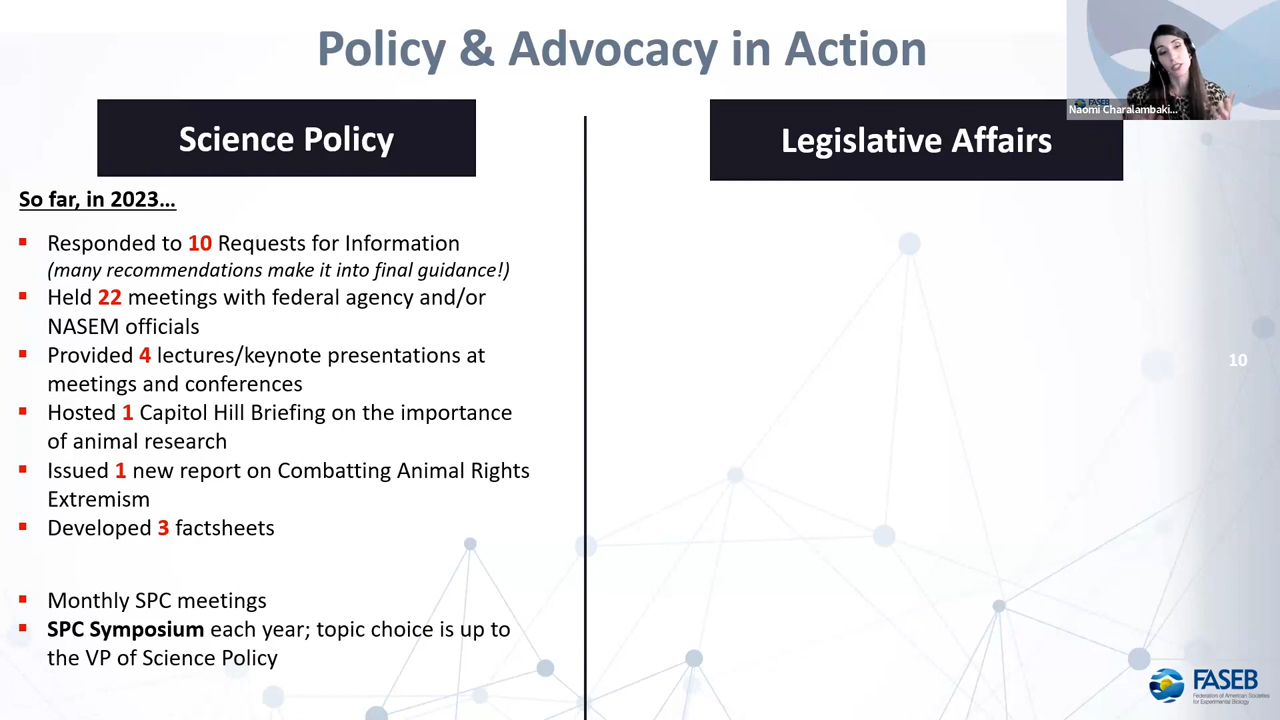 Policy & Advocacy in Action
FASEB
Naomi Charalambaki...
Science Policy
Legislative Affairs
So far, in 2023...
Responded to 10 Requests for Information
(many recommendations make it into final guidance!)
Held 22 meetings with federal agency and/or
NASEM officials
Provided 4 lectures/keynote presentations at
meetings and conferences
Hosted 1 Capitol Hill Briefing on the importance
of animal research
Issued 1 new report on Combatting Animal Rights
Extremism
Developed 3 factsheets
Monthly SPC meetings
SPC Symposium each year; topic choice is up to
the VP of Science Policy
10
FASEB
Federation of American Societies
for Experimental Biology